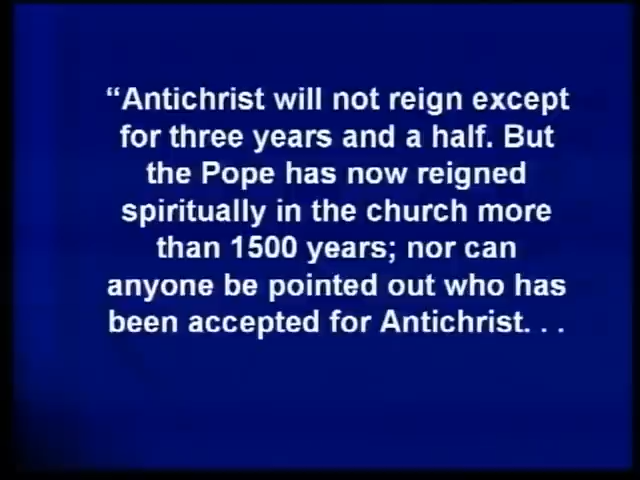 “Antichrist will not reign except
for three years and a half. But
the Pope has now reigned
spiritually in the church more
than 1500 years; nor can
anyone be pointed out who has
been accepted for Antichrist. . .